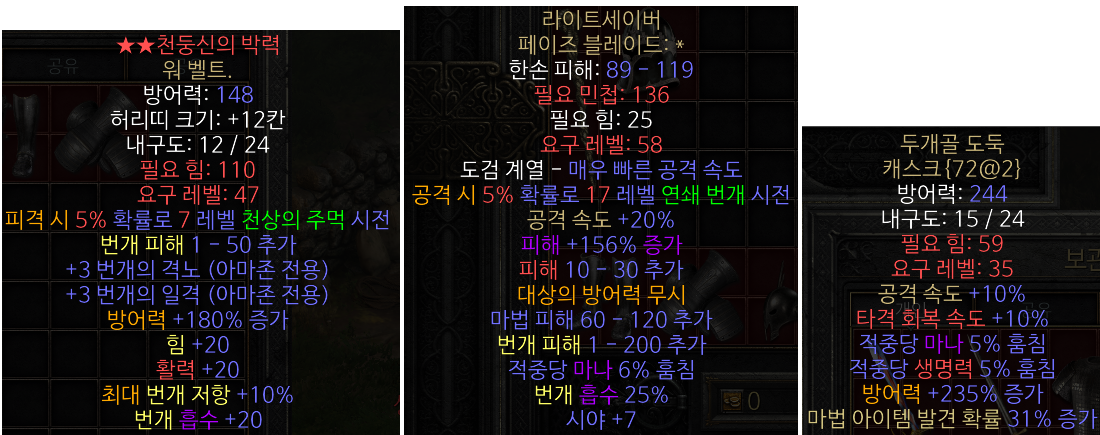 ★★천둥신의 박력
워 벨트.
방어력: 148
허리띠 크기: +12칸
내구도: 12 / 24
필요 힘: 110
요구 레벨: 47
피격 시 5% 확률로 7 레벨 천상의 주먹 시전
번개 피해 1 - 50 추가
+3 번개의 격노 (아마존 전용)
+3 번개의 일격 (아마존 전용)
방어력 +180% 증가
힘 +20
활력 +20
최대 번개 저항 +10%
번개 흡수 +20
공유
라이트세이버
페이즈 블레이드: *
한손 피해: 89 - 119
필요 민첩: 136
필요 힘: 25
요구 레벨: 58
도검 계열 - 매우 빠른 공격 속도
공격 시 5% 확률로 17 레벨 연쇄 번개 시전
공격 속도 +20%
피해 +156% 증가
피해 10 - 30 추가
대상의 방어력 무시
마법 피해 60 - 120 추가
번개 피해 1 - 200 추가
적중당 마나 6% 훔침
번개 흡수 25%
시야 +7
0
두개골 도둑
캐스크{72@2}
방어력: 244
내구도: 15 / 24
필요 힘: 59
요구 레벨: 35
공격 속도 +10%
타격 회복 속도 +10%
적중당 마나 5% 훔침
적중당 생명력 5% 훔침
방어력 +235% 증가
마법 아이템 발견 확률 31% 증가